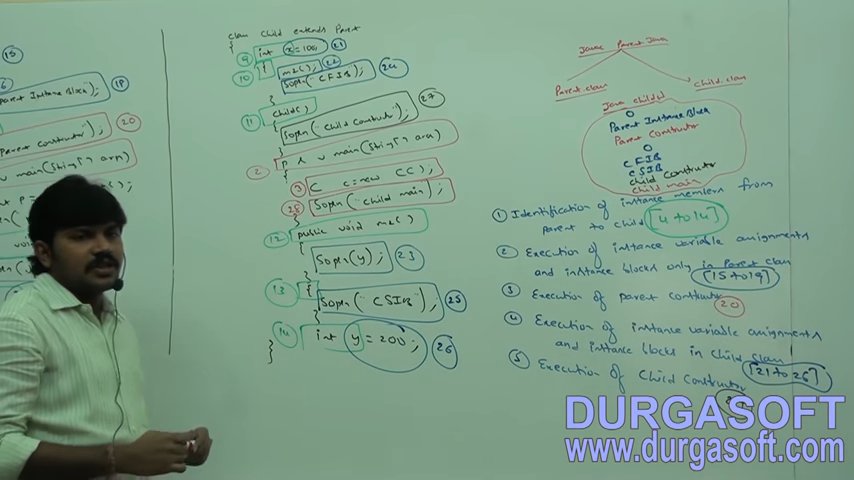 15
Parent Instance Block"); 18
Parent constructor"); 20
main(String[] args)
class Child extends Parent
{
9 int x=100; 21
10 {
m2(); 22
Sopln("CFIB"); 24
}
11 Child()
{
Sopln("Child Constructor"); 27
}
2 P S V main(String[] args)
{
3 C c=new C();
28 Sopln("Child main");
}
12 public void m2()
{
Sopln(y); 23
}
13 {
Sopln("CSIB"); 25
}
14 int y=200; 26
}
Javac Parent.Java
Parent.class Child.class
Java Child
0
Parent Instance Block
Parent Constructor
0
CFIB
CSIB
Child Constructor
Child main
1 Identification of instance members from
parent to child [4 to 14]
2 Execution of instance variable assignments
and instance blocks only in Parent class
[15 to 19]
3 Execution of parent constructor
20
4 Execution of instance variable assignments
and instance blocks in child class
[21 to 26]
5 Execution of Child Constructor
DURGASOFT
www.durgasoft.com